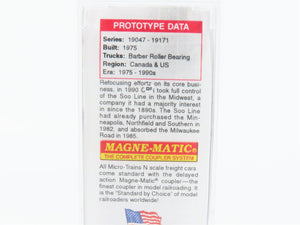 PROTOTYPE DATA
Series: 19047 - 19171
Built: 1975
Trucks: Barber Roller Bearing
Region: Canada & US
Era: 1975 - 1990s
Refocusing efforts on its core busi-
ness, in 1990 CP took full control
of the Soo Line in the Midwest, a
company it had a majority interest
in since 1890s. The Soo Line
had already purchased the Min-
neapolis, Northfield and Southern in
1982, and absorbed the Milwaukee
Road in 1985.
MAGNE-MATIC®
THE COMPLETE COUPLER SYSTEM
All Micro-Trains N scale freight cars
come standard with the delayed
action Magne-Matic® coupler—the
finest coupler in model railroading. It
is the "Standard by Choice" of model
railroaders worldwide!